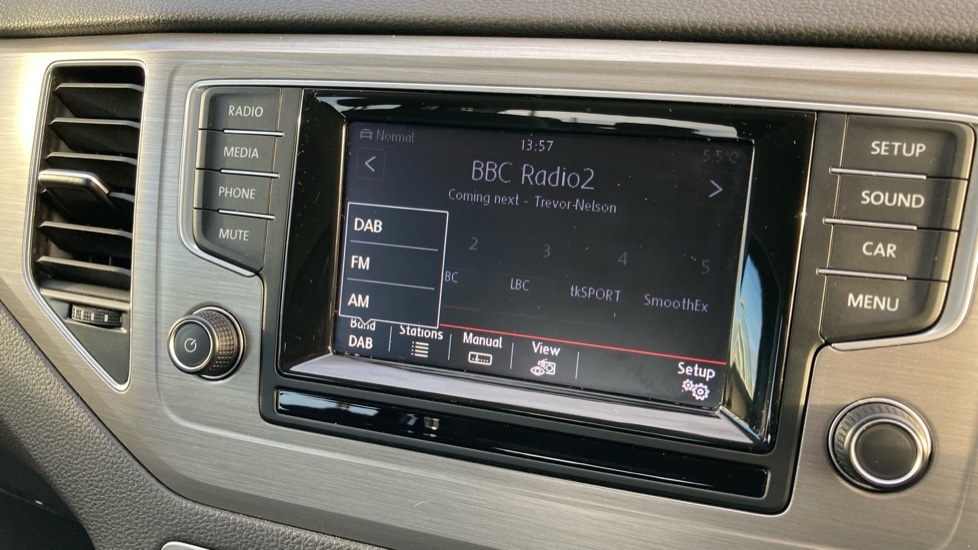 RADIO
MEDIA
PHONE
MUTE
Normal
13:57
5.5°C
BBC Radio2
Coming next - Trevor-Nelson
DAB
FM
AM
2 3 4 5
BC LBC tkSPORT SmoothEx
Band Stations Manual View Setup
DAB
SETUP
SOUND
CAR
MENU